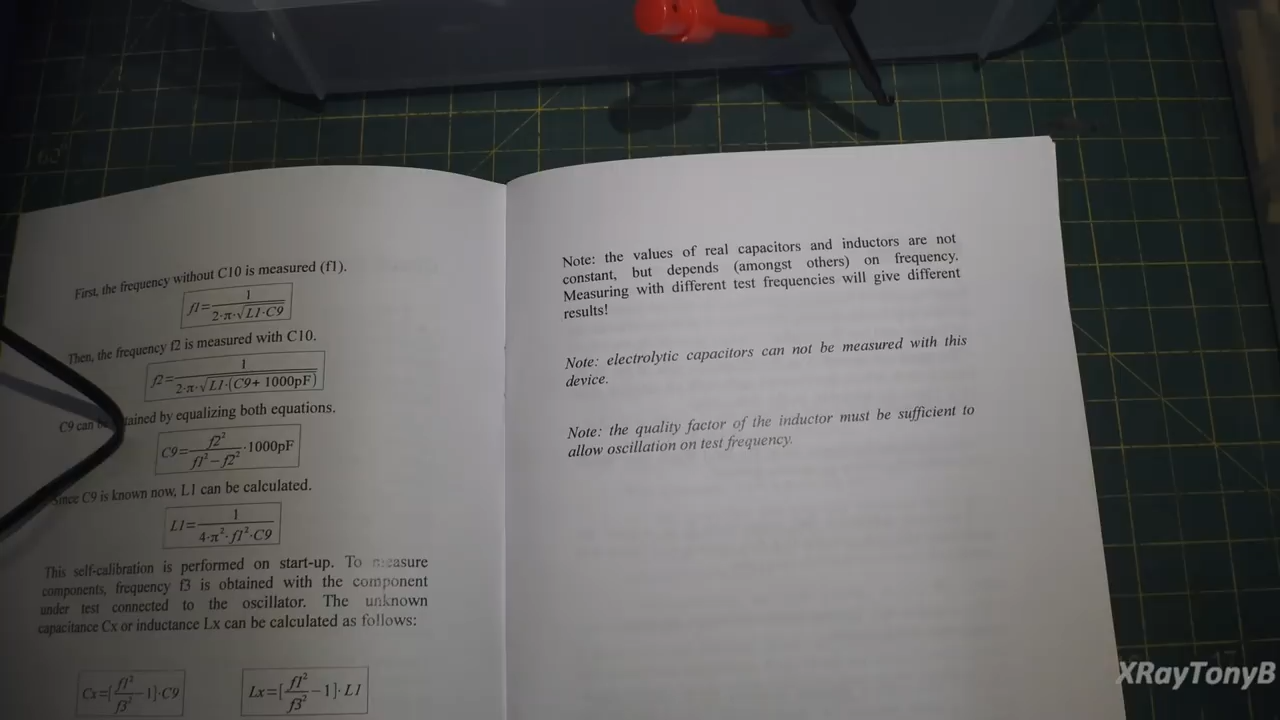 First, the frequency without C10 is measured (f1).
f1=1/(2·π·√L1·C9)
Then, the frequency f2 is measured with C10.
f2=1/(2·π·√L1·(C9+1000pF))
C9 can be tained by equalizing both equations.
C9=f2²/(f1²−f2²)·1000pF
Since C9 is known now, L1 can be calculated.
L1=1/(4·π²·f1²·C9)
This self-calibration is performed on start-up. To measure
components, frequency f3 is obtained with the component
under test connected to the oscillator. The unknown
capacitance Cx or inductance Lx can be calculated as follows:
Cx=[f1²/f3²−1]·C9
Lx=[f1²/f3²−1]·L1
Note: the values of real capacitors and inductors are not
constant, but depends (amongst others) on frequency.
Measuring with different test frequencies will give different
results!
Note: electrolytic capacitors can not be measured with this
device.
Note: the quality factor of the inductor must be sufficient to
allow oscillation on test frequency.
XRayTonyB